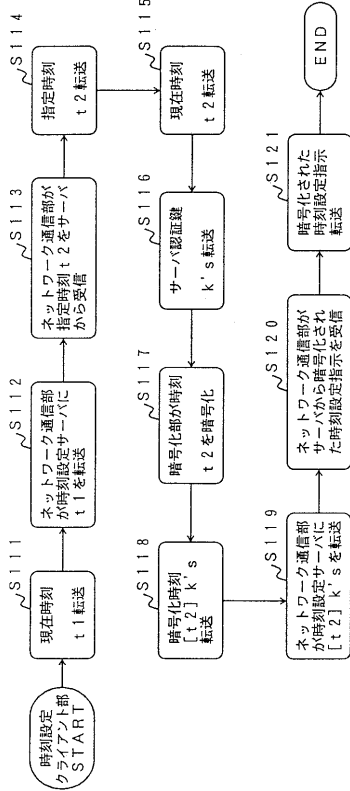 時刻設定
クライアント部
START
S111
現在時刻
t1転送
S112
ネットワーク通信部
が時刻設定サーバに
t1を転送
S113
ネットワーク通信部が
指定時刻t2をサーバ
から受信
S114
指定時刻
t2転送
S115
現在時刻
t2転送
S116
サーバ認証鍵
k's転送
S117
暗号化部が時刻
t2を暗号化
S118
暗号化時刻
[t2]k's
転送
S119
ネットワーク通信部
が時刻設定サーバに
[t2]k'sを転送
S120
ネットワーク通信部が
サーバから暗号化され
た時刻設定指示を受信
S121
暗号化された
時刻設定指示
転送
END